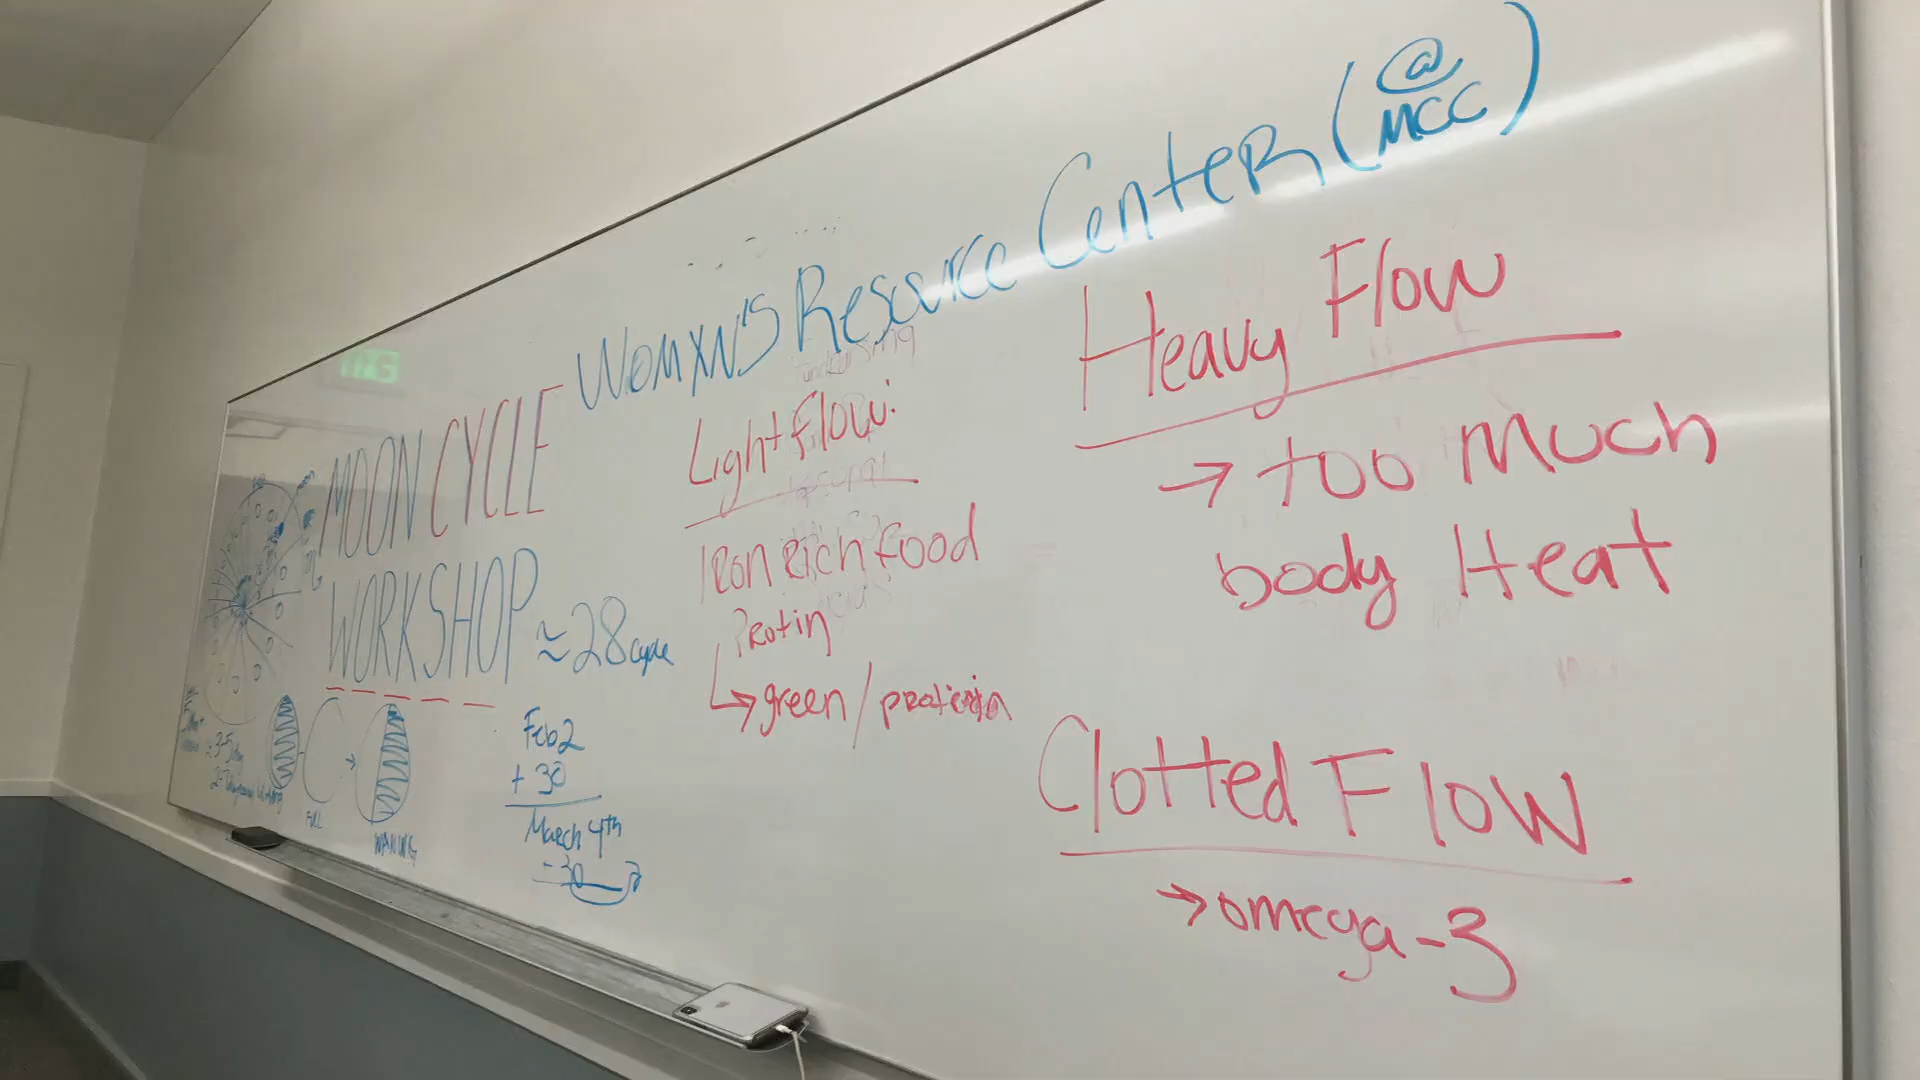 Womxn's Resource Center (@ MCC)
MOON CYCLE
WORKSHOP ≈28 cycle
FULL
WANING
Feb 2
+ 30
March 4th
- 30
Light Flow:
Iron Rich Food
Protin
→ green /
Heavy Flow
→ too Much
body Heat
Clotted Flow
→ omega-3